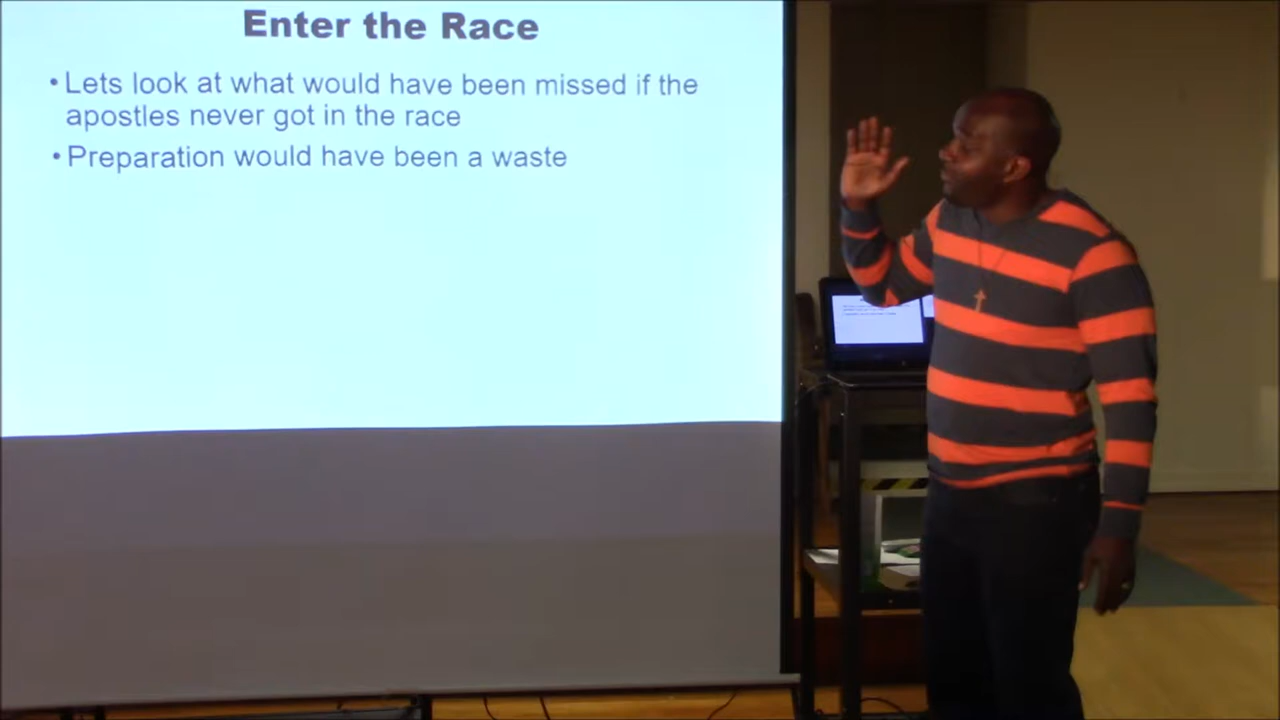 Enter the Race
• Lets look at what would have been missed if the
apostles never got in the race
• Preparation would have been a waste